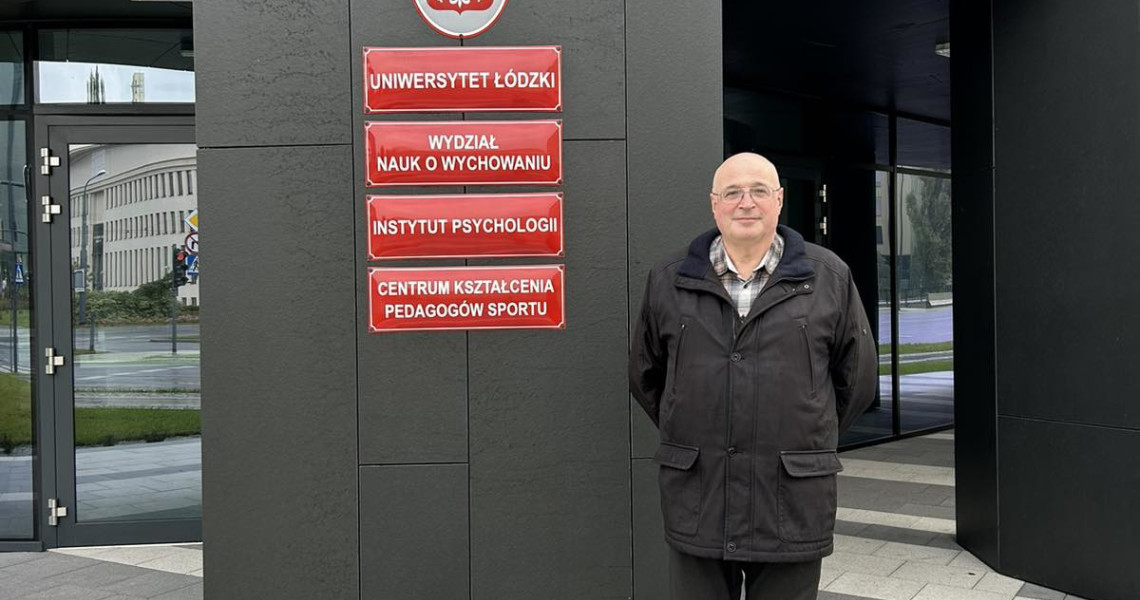 UNIWERSYTET ŁÓDZKI
WYDZIAŁ
NAUK O WYCHOWANIU
INSTYTUT PSYCHOLOGII
CENTRUM KSZTAŁCENIA
PEDAGOGÓW SPORTU